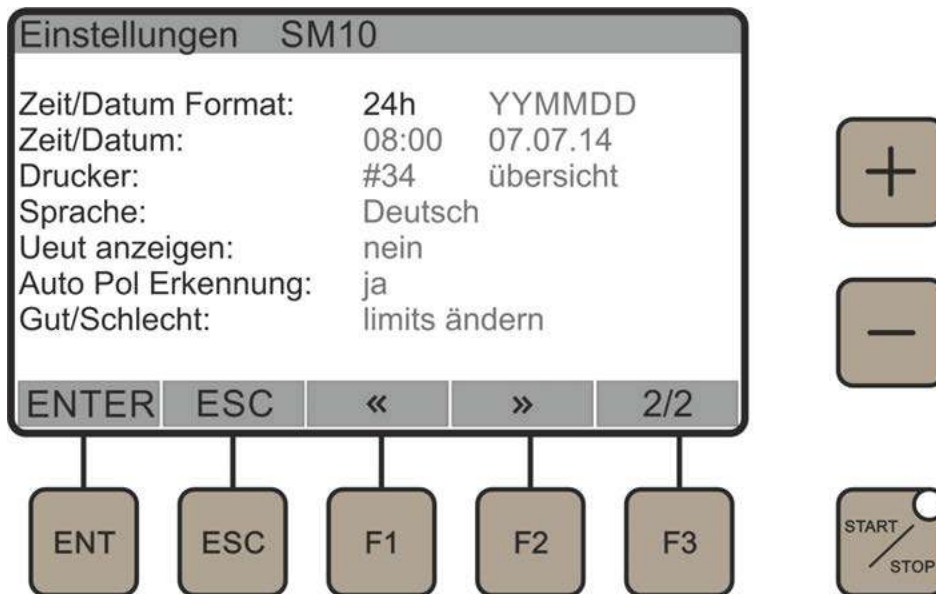 Einstellungen SM10
Zeit/Datum Format: 24h YYMMDD
Zeit/Datum: 08:00 07.07.14
Drucker: #34 übersicht
Sprache: Deutsch
Ueut anzeigen: nein
Auto Pol Erkennung: ja
Gut/Schlecht: limits ändern
ENTER ESC « » 2/2
+
−
ENT ESC F1 F2 F3
START
STOP